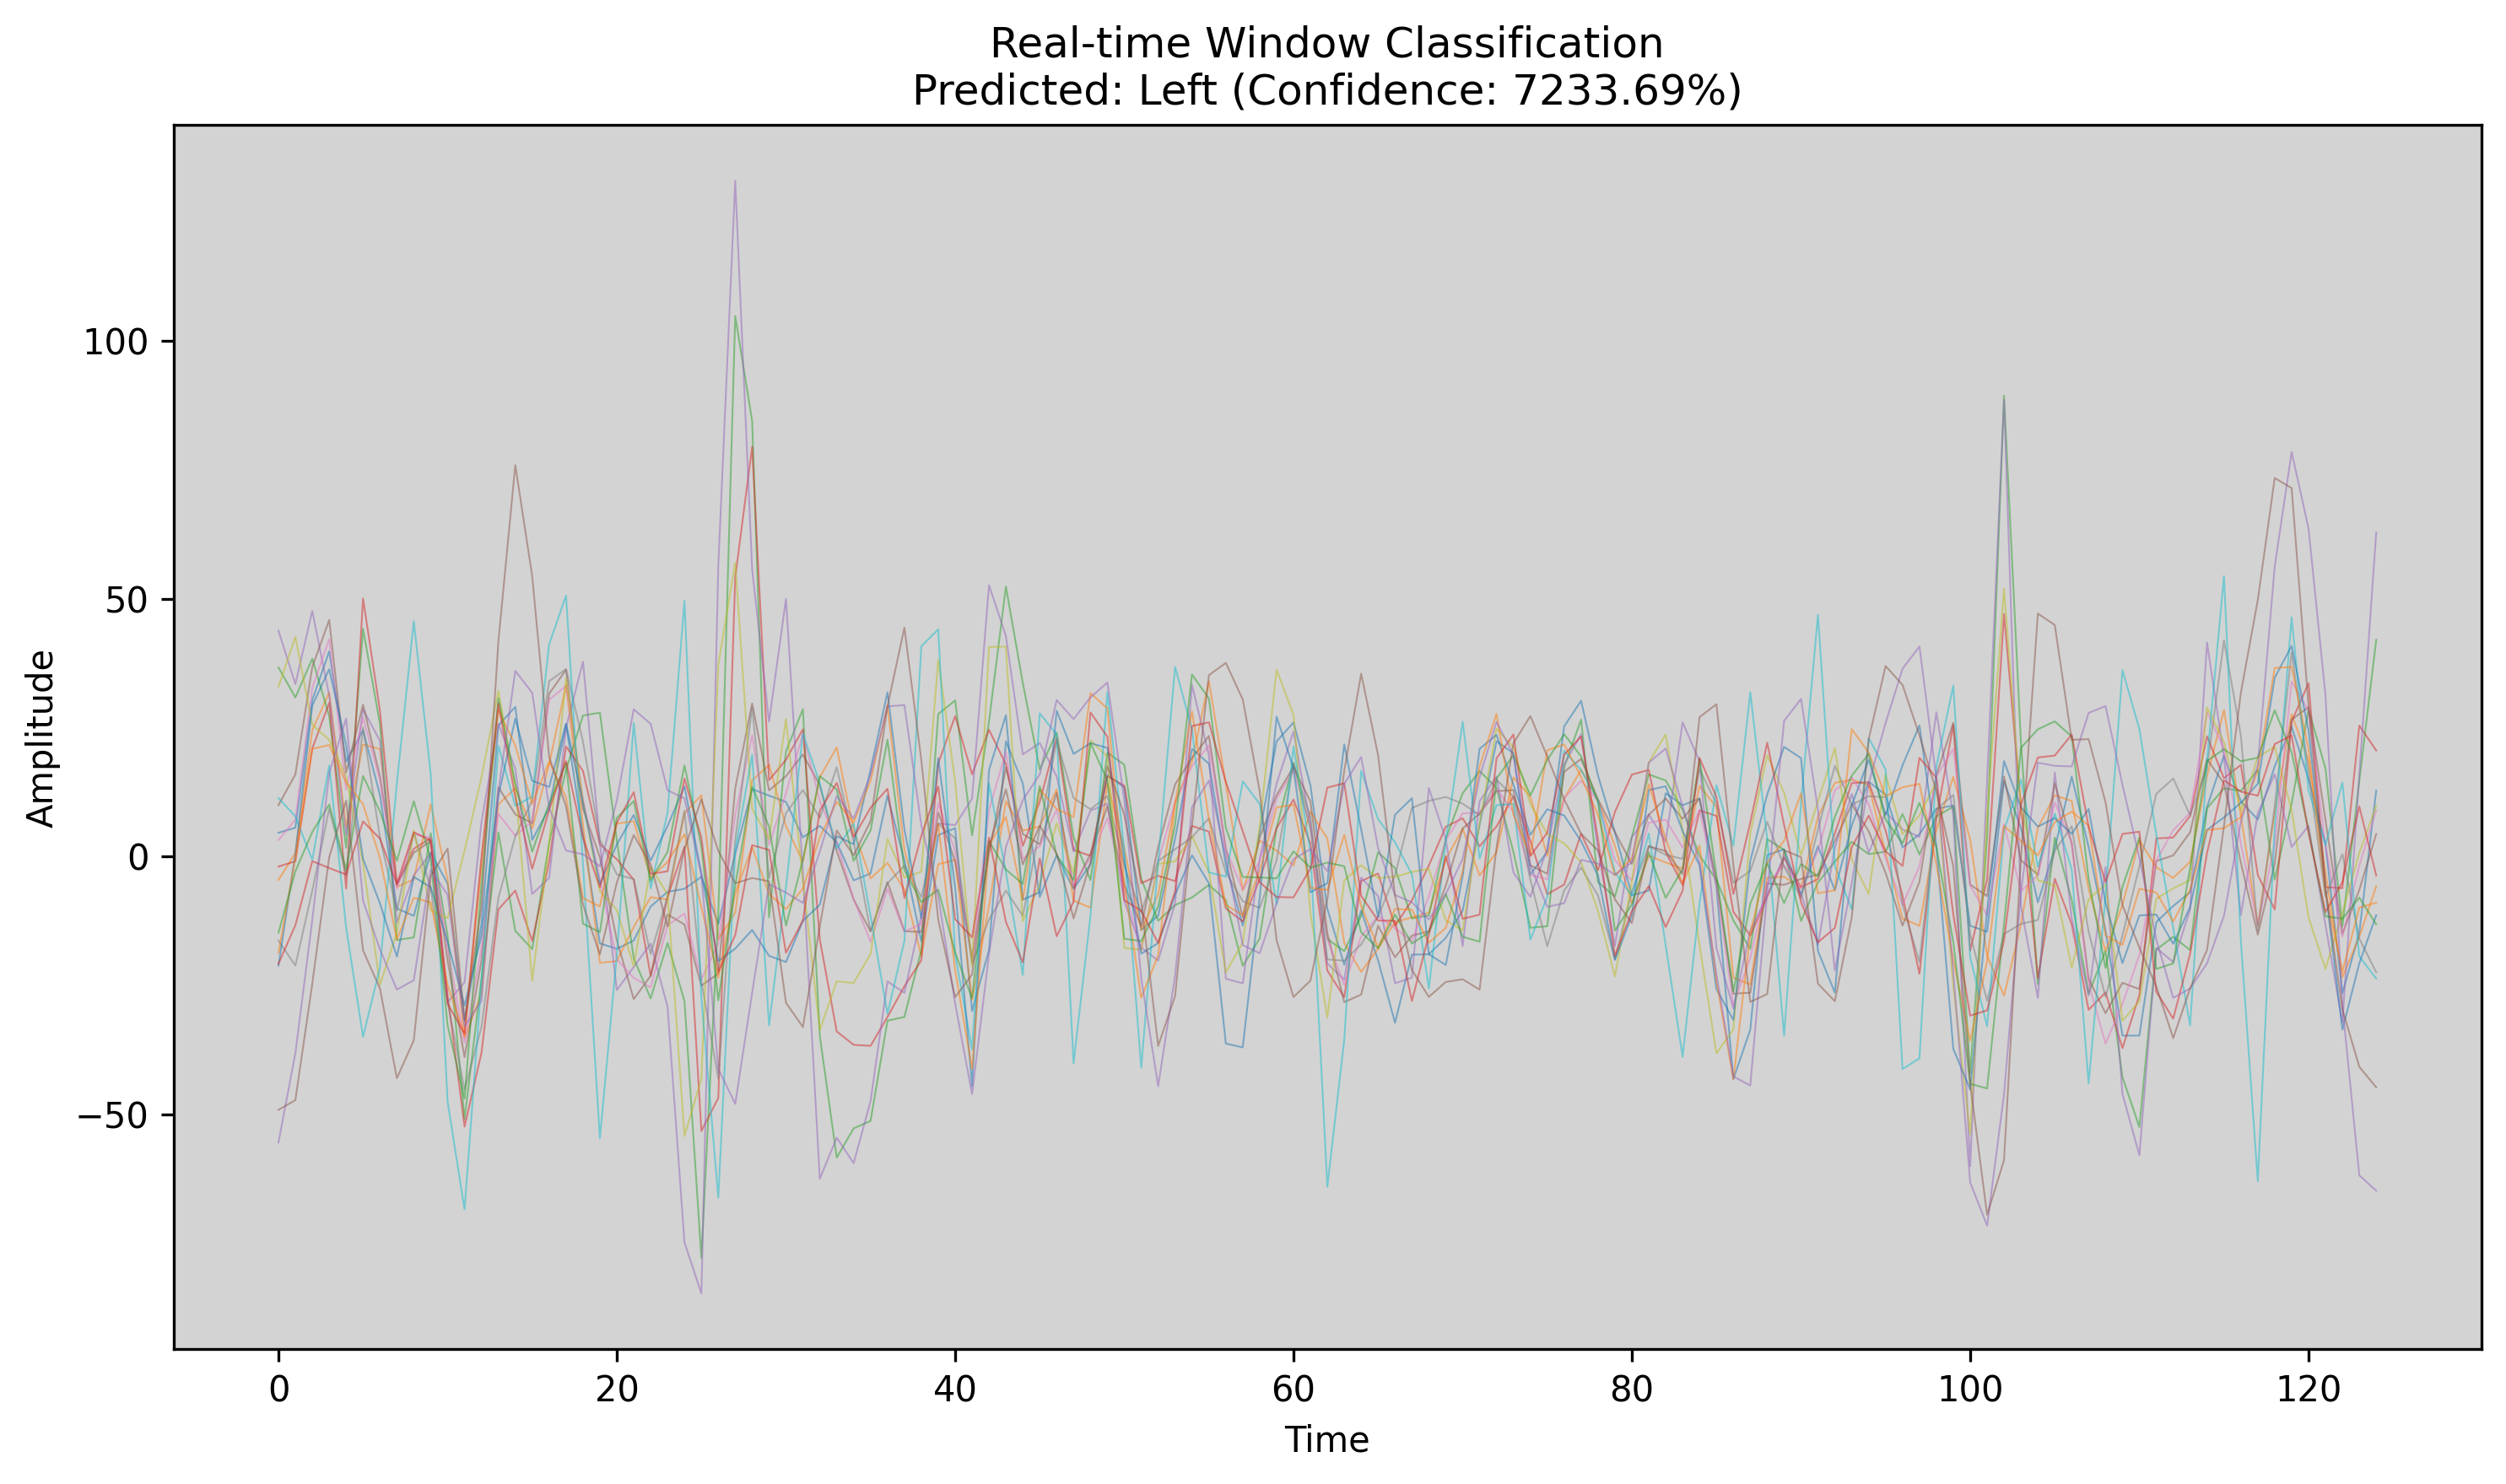 Real-time Window Classification
Predicted: Left (Confidence: 7233.69%)
Amplitude
100
50
0
−50
0 20 40 60 80 100 120
Time